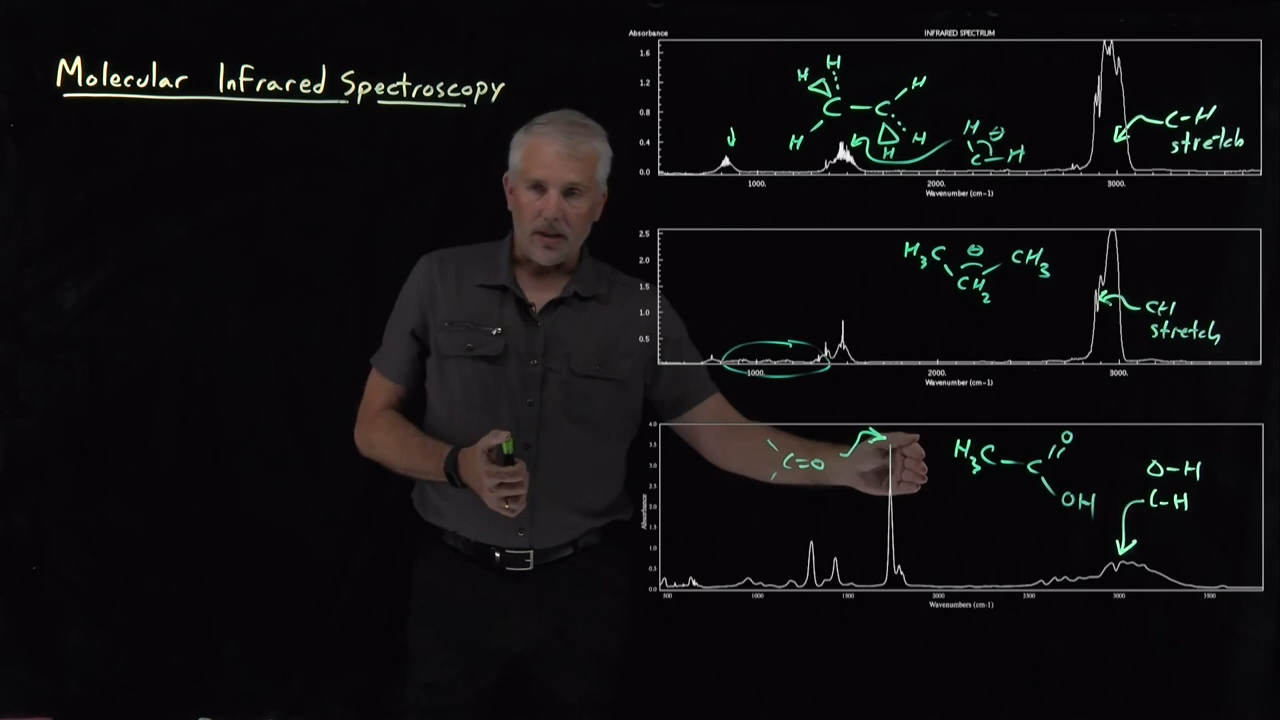 Molecular Infrared Spectroscopy
Absorbance
INFRARED SPECTRUM
1.6
1.2
0.8
0.4
0.0
H
H
C — C
H
H
H
H
H
C — H
θ
C-H
stretch
1000.
2000.
3000.
Wavenumber (cm-1)
2.5
2.0
1.5
1.0
0.5
H3C
θ
CH3
CH2
CH
stretch
1000.
2000.
3000.
Wavenumber (cm-1)
4.0
3.5
3.0
2.5
2.0
1.5
1.0
0.5
0.0
Absorbance
C=O
H3C — C
O
OH
O-H
C-H
500
1000
1500
2000
2500
3000
3500
Wavenumbers (cm-1)